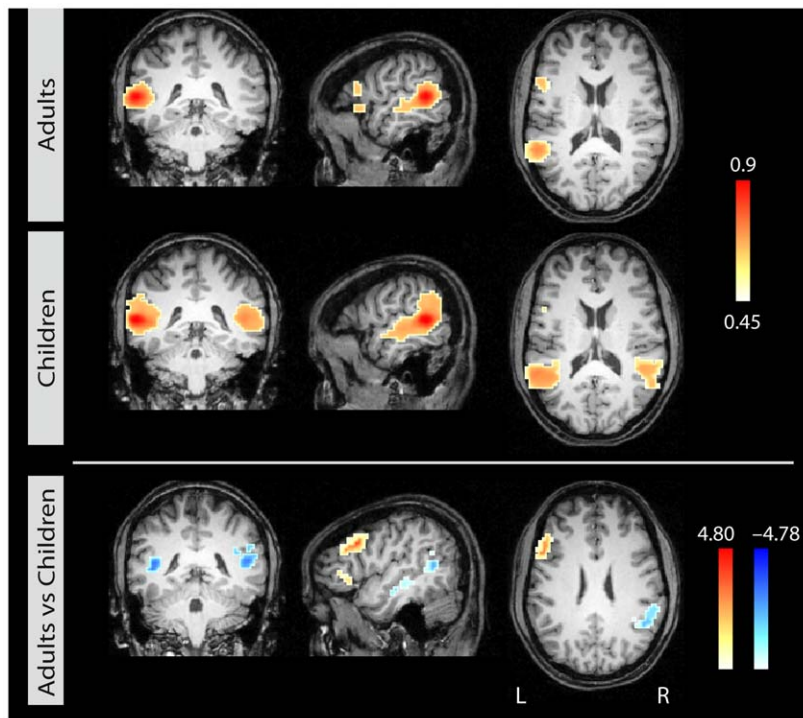 Adults
0.9
0.45
Children
Adults vs Children
4.80
−4.78
L
R